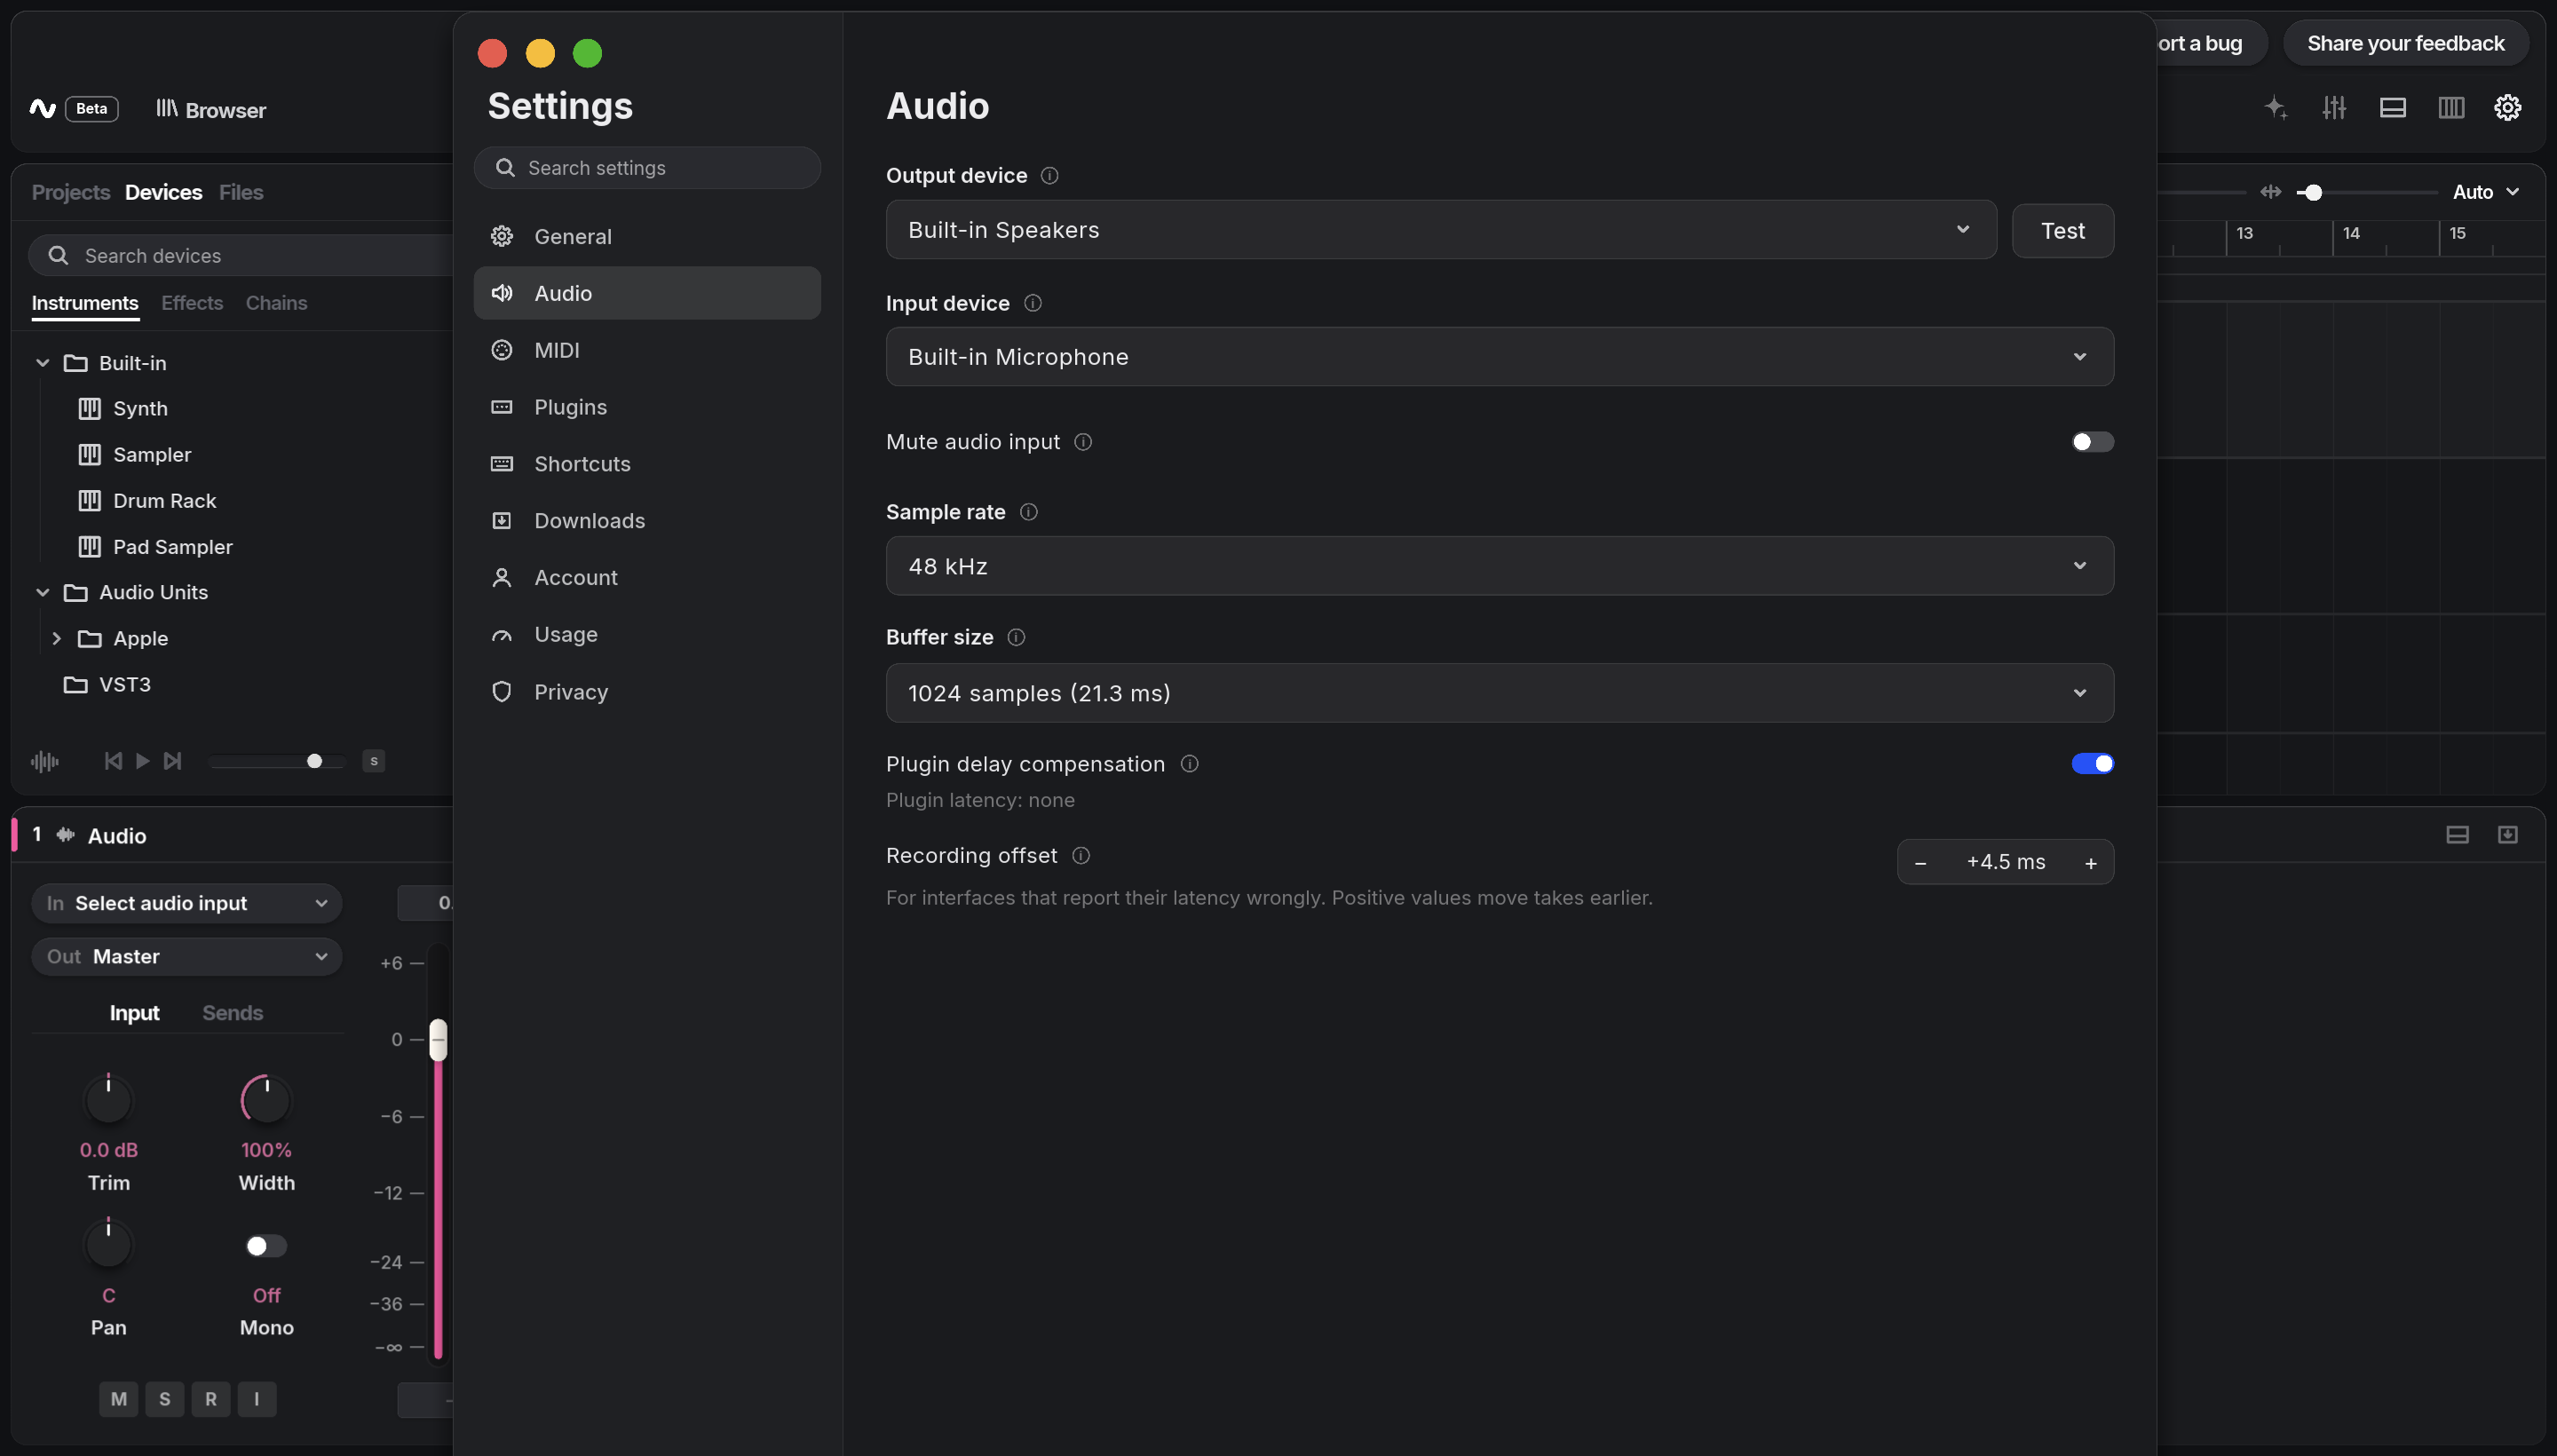 ort a bug
Share your feedback
Beta
Browser
Projects Devices Files
Search devices
Instruments Effects Chains
Built-in
Synth
Sampler
Drum Rack
Pad Sampler
Audio Units
Apple
VST3
S
1 Audio
In Select audio input
Out Master
Input Sends
0.0 dB
Trim
100%
Width
C
Pan
Off
Mono
M S R I
0.
+6
0
−6
−12
−24
−36
−∞
Settings
Search settings
General
Audio
MIDI
Plugins
Shortcuts
Downloads
Account
Usage
Privacy
Audio
Output device
Built-in Speakers
Test
Input device
Built-in Microphone
Mute audio input
Sample rate
48 kHz
Buffer size
1024 samples (21.3 ms)
Plugin delay compensation
Plugin latency: none
Recording offset
− +4.5 ms +
For interfaces that report their latency wrongly. Positive values move takes earlier.
Auto
13 14 15